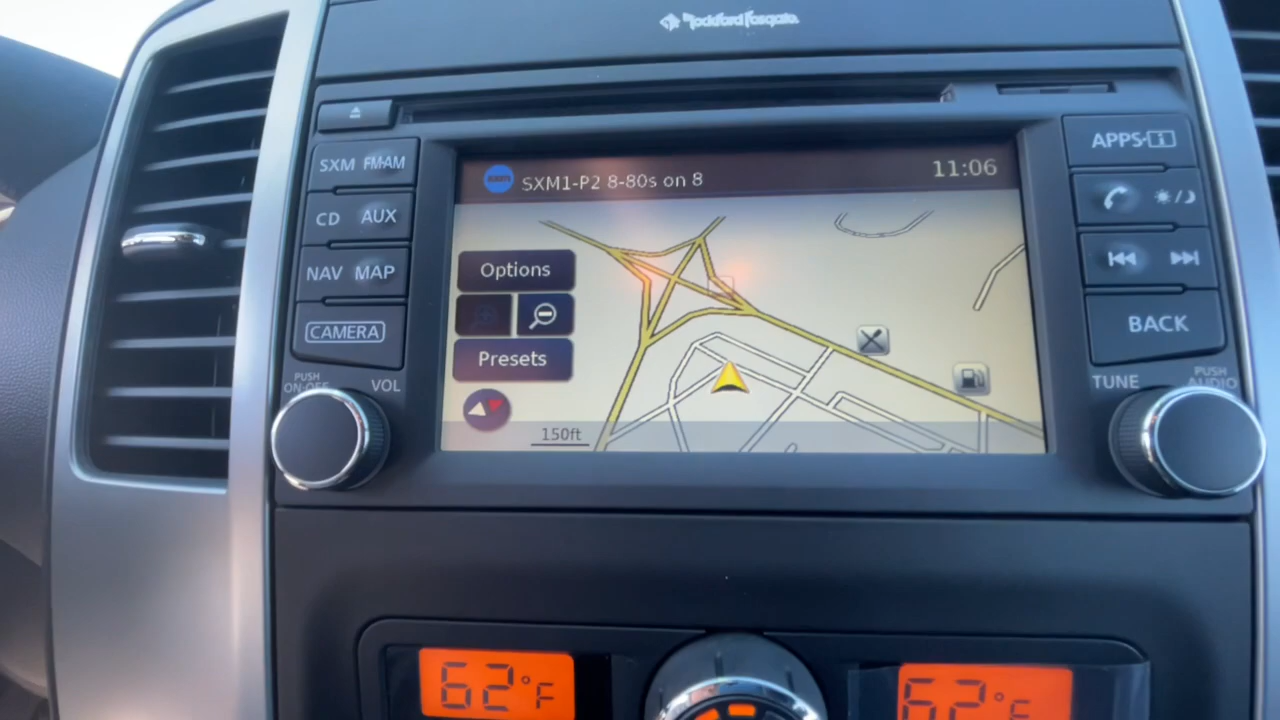 Rockford Fosgate
SXM FM·AM
CD AUX
NAV MAP
CAMERA
PUSH
ON·OFF
VOL
sxm SXM1-P2 8-80s on 8 11:06
Options
Presets
150ft
APPS·i
BACK
TUNE
PUSH
AUDIO
62°F
62°F